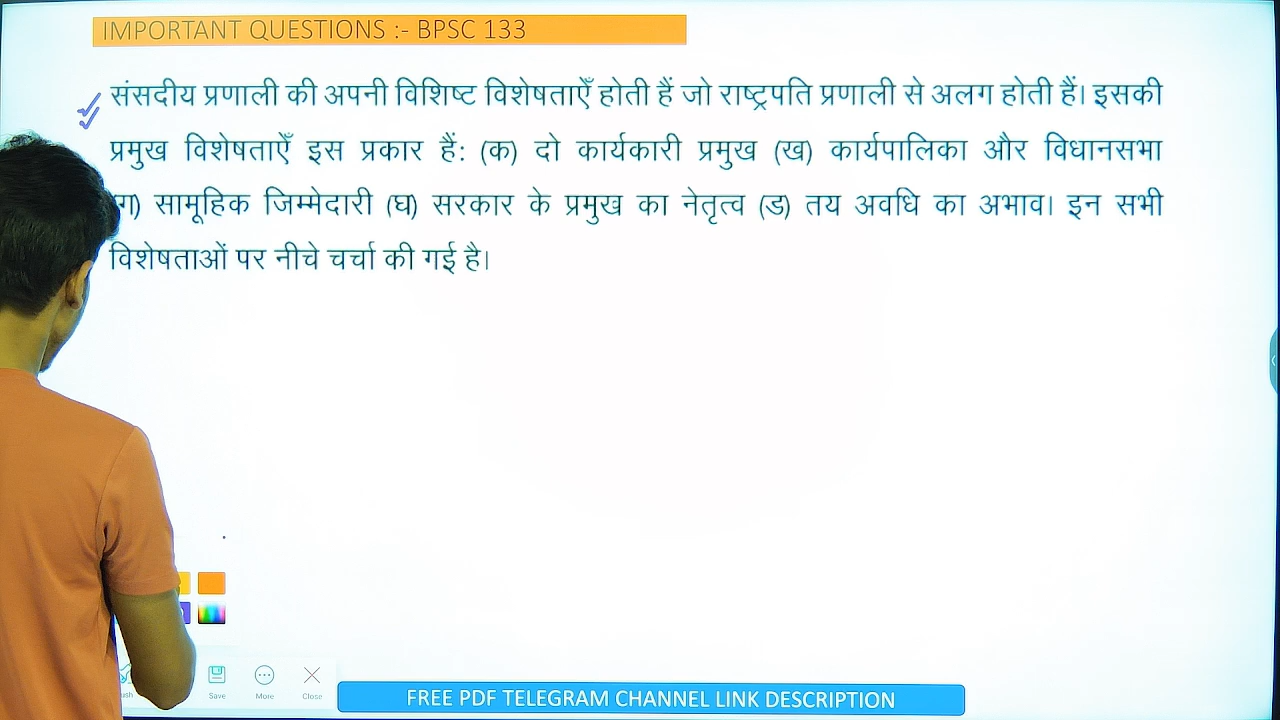 IMPORTANT QUESTIONS :- BPSC 133
संसदीय प्रणाली की अपनी विशिष्ट विशेषताएँ होती हैं जो राष्ट्रपति प्रणाली से अलग होती हैं। इसकी
प्रमुख विशेषताएँ इस प्रकार हैं: (क) दो कार्यकारी प्रमुख (ख) कार्यपालिका और विधानसभा
ग) सामूहिक जिम्मेदारी (घ) सरकार के प्रमुख का नेतृत्व (ड) तय अवधि का अभाव। इन सभी
विशेषताओं पर नीचे चर्चा की गई है।
Save More Close
FREE PDF TELEGRAM CHANNEL LINK DESCRIPTION